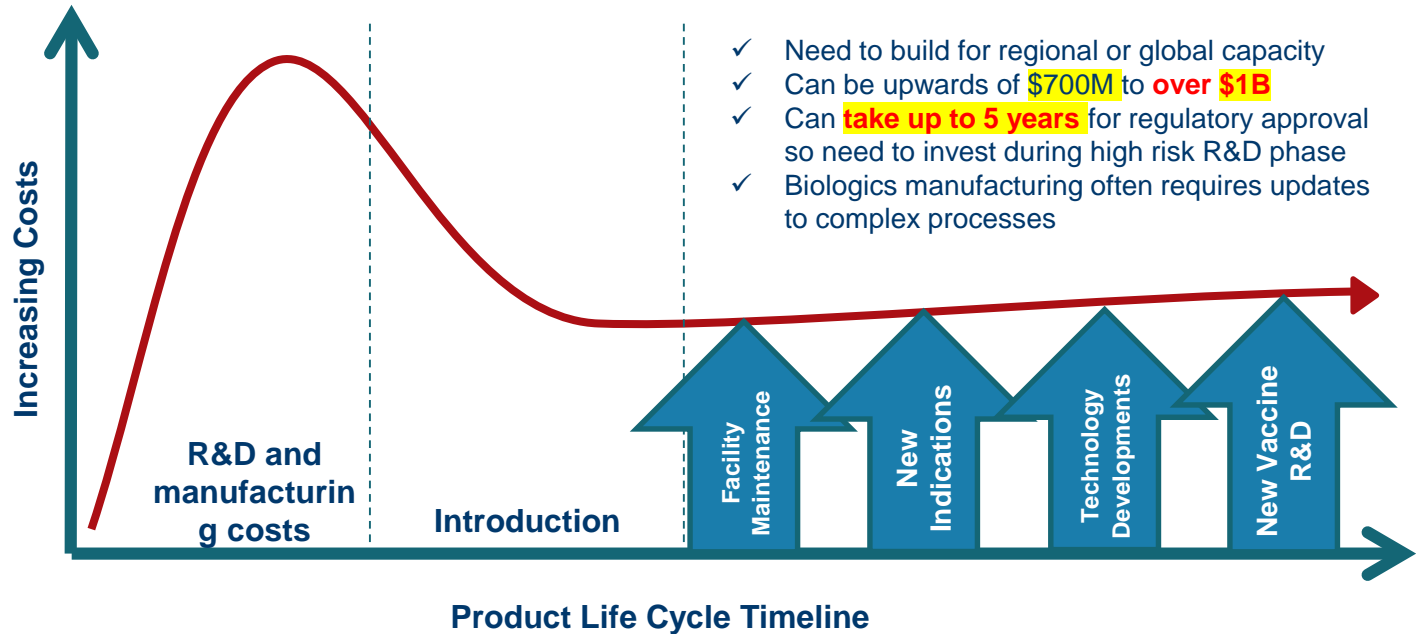 ✓ Need to build for regional or global capacity
✓ Can be upwards of $700M to over $1B
✓ Can take up to 5 years for regulatory approval
so need to invest during high risk R&D phase
✓ Biologics manufacturing often requires updates
to complex processes
Increasing Costs
R&D and
manufacturin
g costs
Introduction
Facility
Maintenance
New
Indications
Technology
Developments
New Vaccine
R&D
Product Life Cycle Timeline